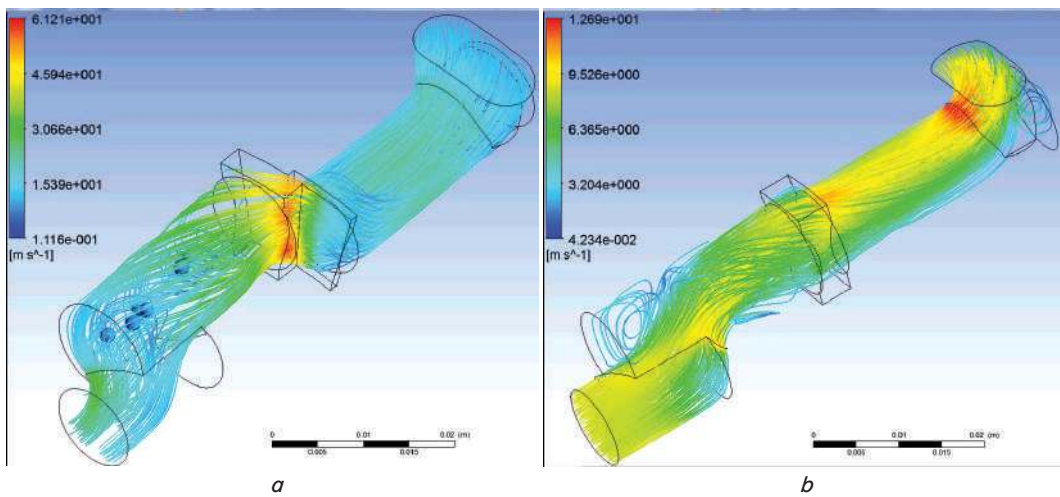 6.121e+001
4.594e+001
3.066e+001
1.539e+001
1.116e-001
[m s^-1]
0 0.01 0.02 (m)
0.005 0.015
a
1.269e+001
9.526e+000
6.365e+000
3.204e+000
4.234e-002
[m s^-1]
0 0.01 0.02 (m)
0.005 0.015
b